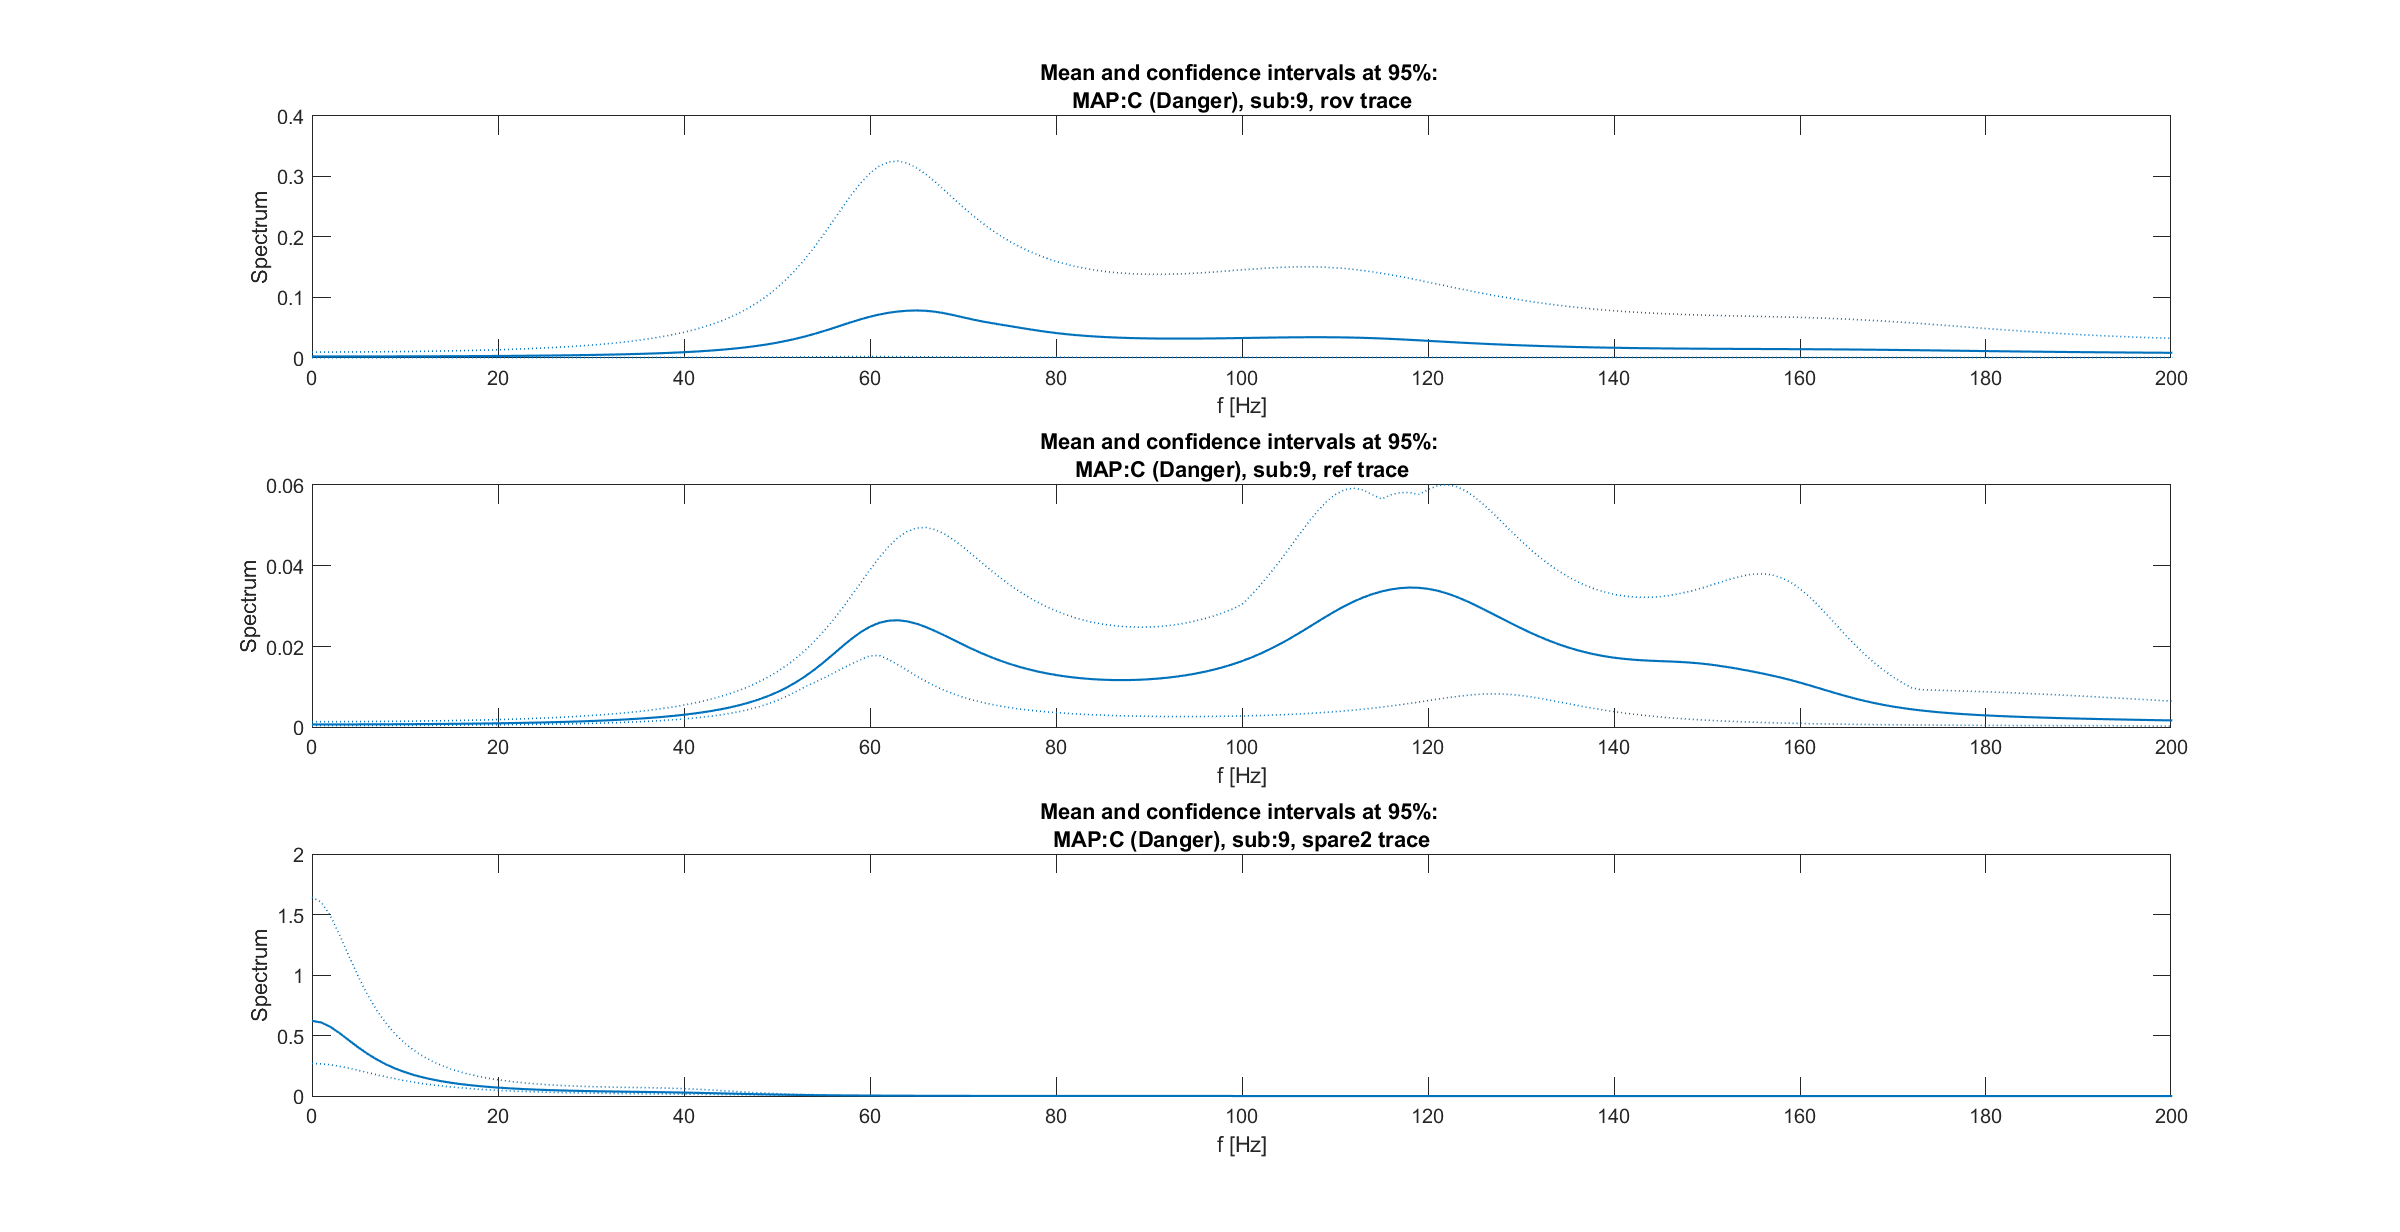 Mean and confidence intervals at 95%:
MAP:C (Danger), sub:9, rov trace
0.4
0.3
0.2
0.1
0
Spectrum
0 20 40 60 80 100 120 140 160 180 200
f [Hz]
Mean and confidence intervals at 95%:
MAP:C (Danger), sub:9, ref trace
0.06
0.04
0.02
0
Spectrum
0 20 40 60 80 100 120 140 160 180 200
f [Hz]
Mean and confidence intervals at 95%:
MAP:C (Danger), sub:9, spare2 trace
2
1.5
1
0.5
0
Spectrum
0 20 40 60 80 100 120 140 160 180 200
f [Hz]